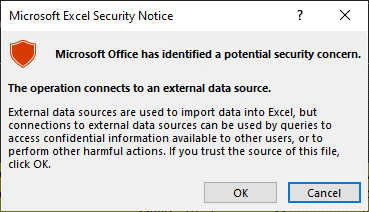 Microsoft Excel Security Notice
?
Microsoft Office has identified a potential security concern.
The operation connects to an external data source.
External data sources are used to import data into Excel, but
connections to external data sources can be used by queries to
access confidential information available to other users, or to
perform other harmful actions. If you trust the source of this file,
click OK.
OK
Cancel